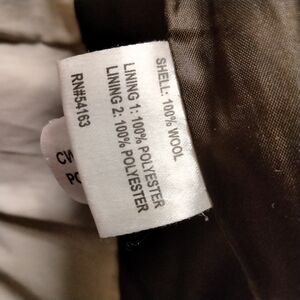 SHELL: 100% WOOL
LINING 1: 100% POLYESTER
LINING 2: 100% POLYESTER
RN#54163